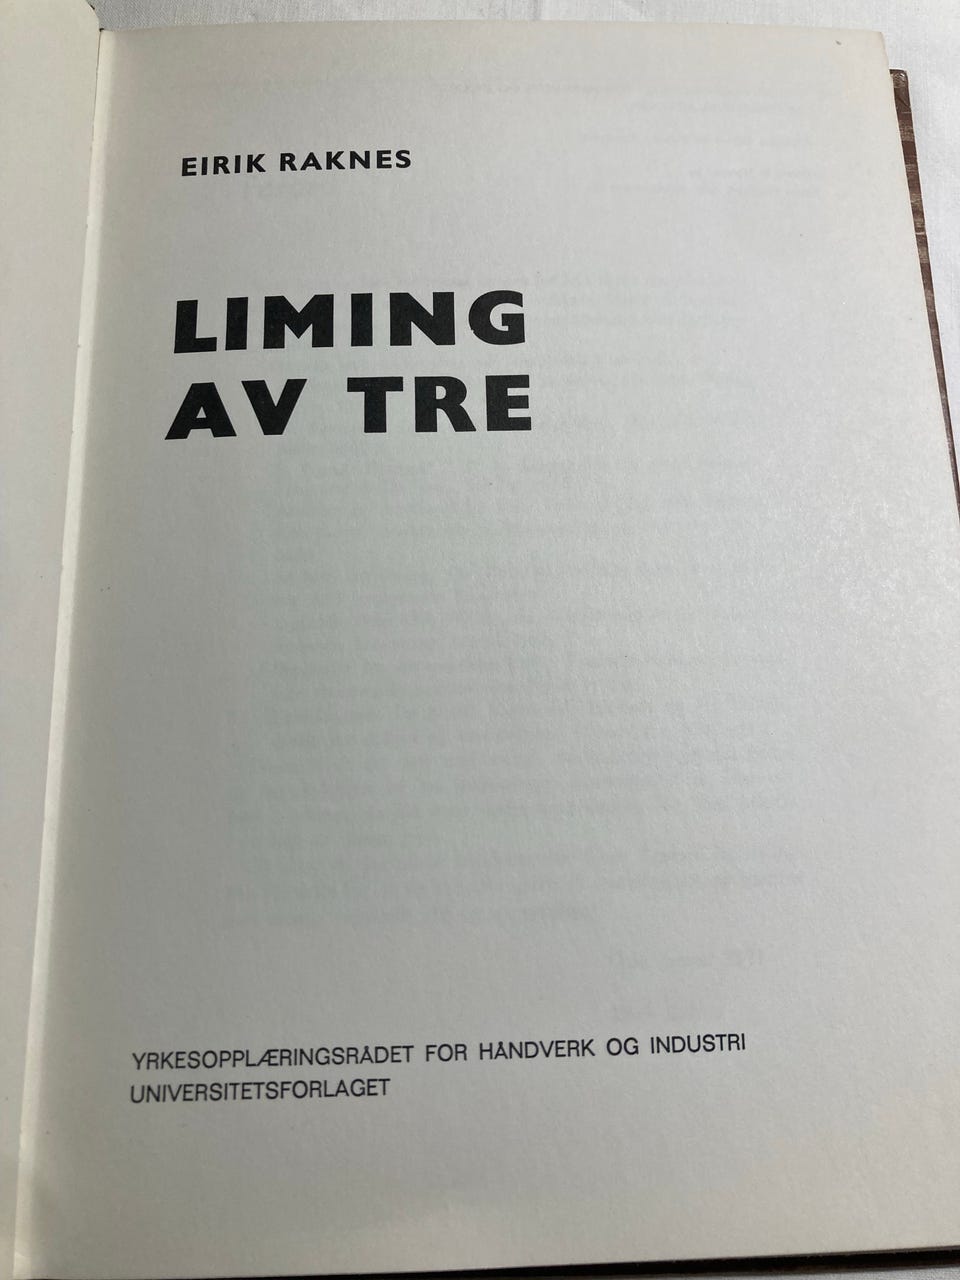 EIRIK RAKNES
LIMING
AV TRE
YRKESOPPLÆRINGSRÅDET FOR HÅNDVERK OG INDUSTRI
UNIVERSITETSFORLAGET